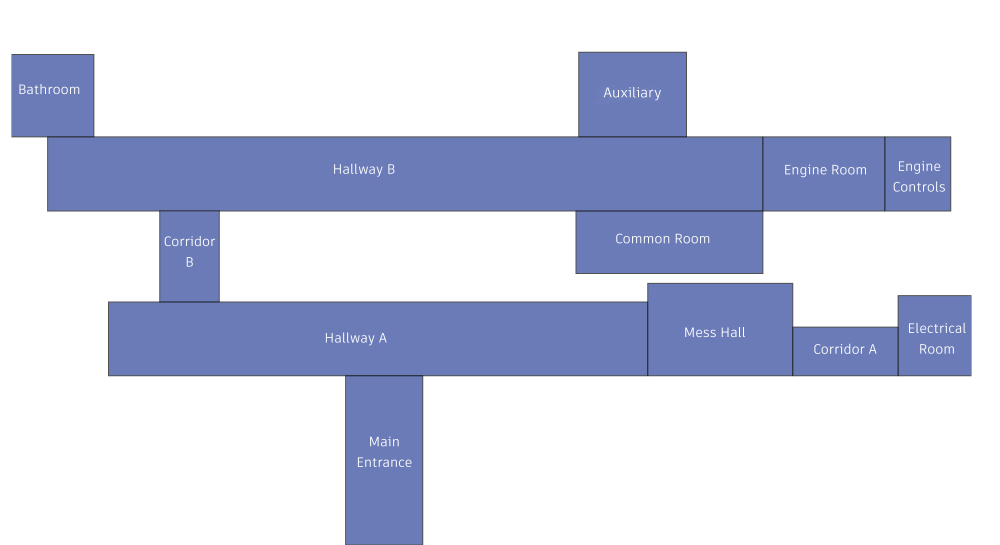 Bathroom
Auxiliary
Hallway B
Engine Room
Engine
Controls
Corridor
B
Common Room
Hallway A
Mess Hall
Corridor A
Electrical
Room
Main
Entrance